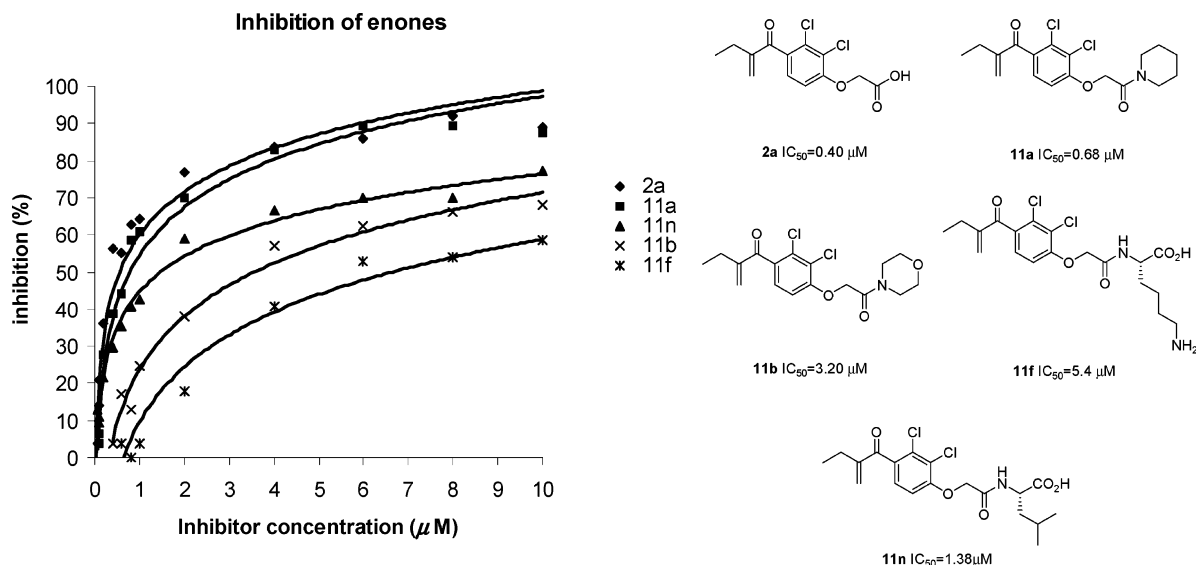 Inhibition of enones
inhibition (%)
100
90
80
70
60
50
40
30
20
10
0
0 1 2 3 4 5 6 7 8 9 10
Inhibitor concentration (μ M)
2a
11a
11n
11b
11f
O Cl
Cl
O
OH
O
2a IC50=0.40 μM
O Cl
Cl
O
N
O
11a IC50=0.68 μM
O Cl
Cl
O
N
O
O
11b IC50=3.20 μM
O Cl
Cl
O
H
N
O
CO2H
NH2
11f IC50=5.4 μM
O Cl
Cl
O
H
N
O
CO2H
11n IC50=1.38μM